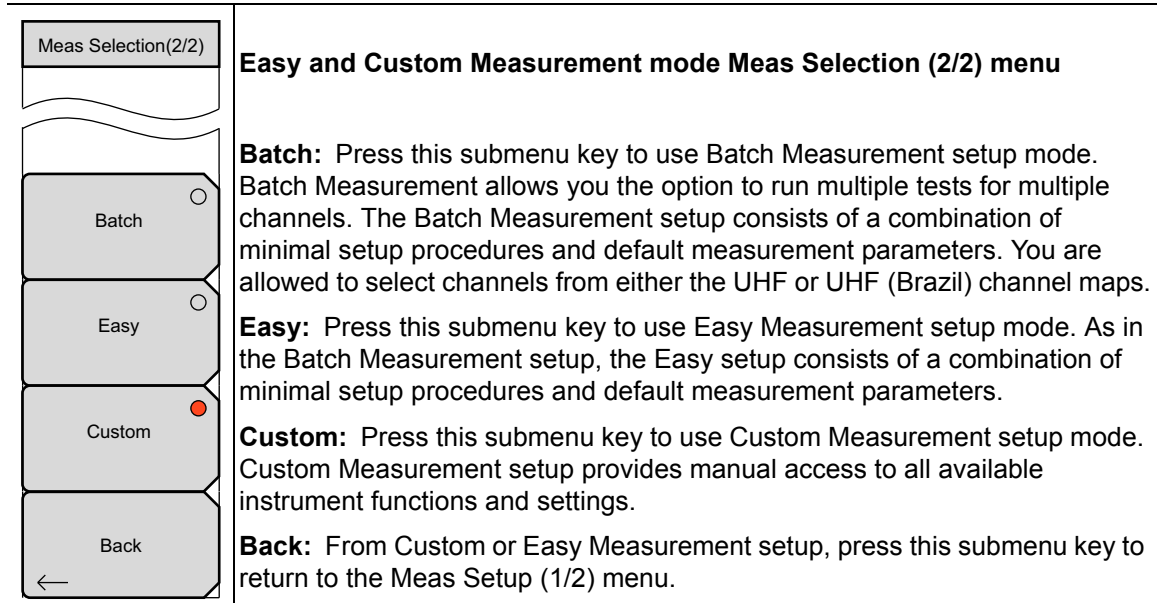 Meas Selection(2/2)
Batch
Easy
Custom
Back
Easy and Custom Measurement mode Meas Selection (2/2) menu
Batch: Press this submenu key to use Batch Measurement setup mode.
Batch Measurement allows you the option to run multiple tests for multiple
channels. The Batch Measurement setup consists of a combination of
minimal setup procedures and default measurement parameters. You are
allowed to select channels from either the UHF or UHF (Brazil) channel maps.
Easy: Press this submenu key to use Easy Measurement setup mode. As in
the Batch Measurement setup, the Easy setup consists of a combination of
minimal setup procedures and default measurement parameters.
Custom: Press this submenu key to use Custom Measurement setup mode.
Custom Measurement setup provides manual access to all available
instrument functions and settings.
Back: From Custom or Easy Measurement setup, press this submenu key to
return to the Meas Setup (1/2) menu.